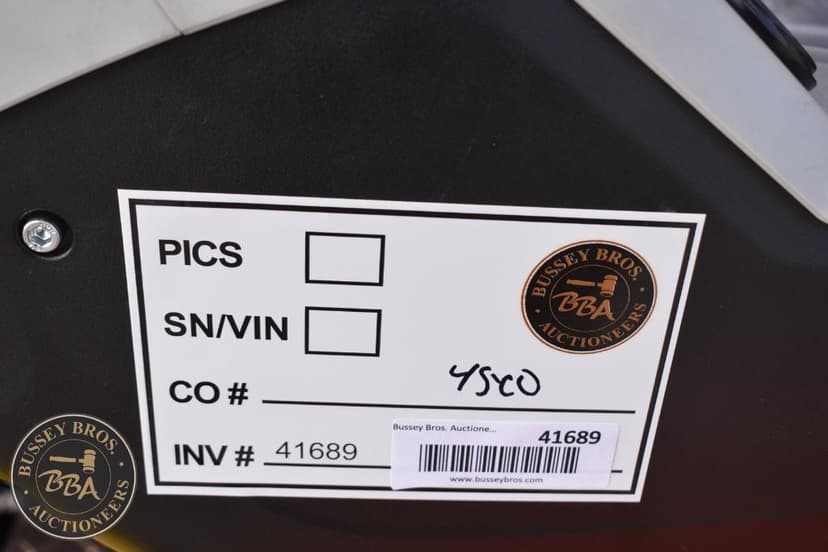 PICS
BUSSEY BROS.
BBA
AUCTIONEERS
SN/VIN
CO #
INV # 41689
Bussey Bros. Auctione...
41689
www.busseybros.com
BUSSEY BROS.
BBA
AUCTIONEERS